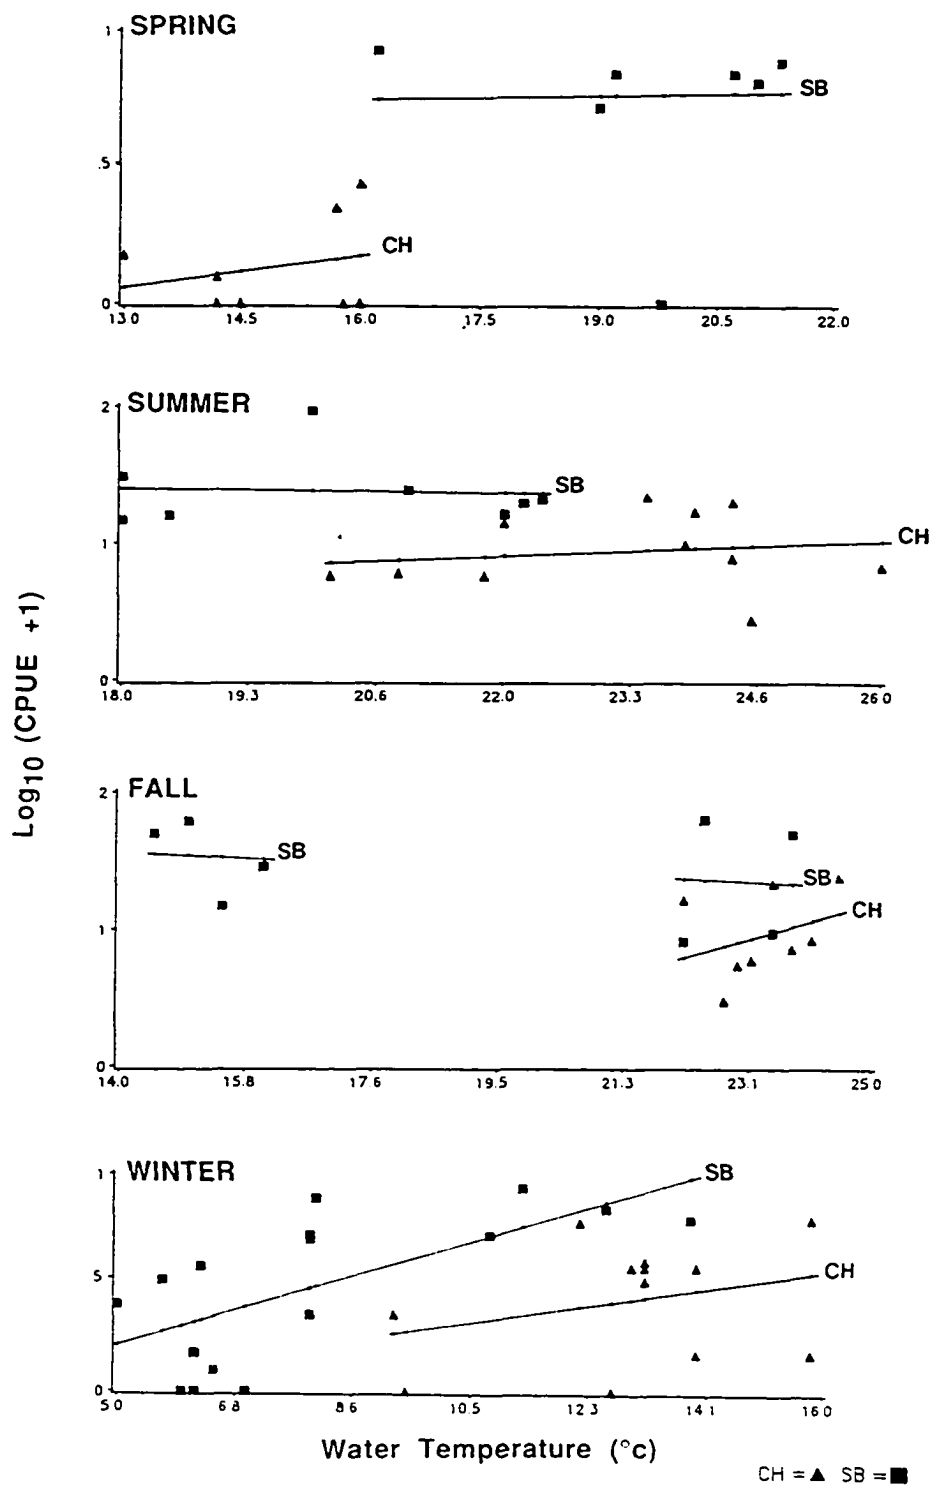 SPRING
1
.5
0
SB
CH
13.0 14.5 16.0 17.5 19.0 20.5 22.0
SUMMER
2
1
0
SB
CH
18.0 19.3 20.6 22.0 23.3 24.6 26.0
FALL
2
1
0
SB
SB
CH
14.0 15.8 17.6 19.5 21.3 23.1 25.0
WINTER
1
5
0
SB
CH
5.0 6.8 8.6 10.5 12.3 14.1 16.0
Log10 (CPUE +1)
Water Temperature (°c)
CH = ▲ SB = ■